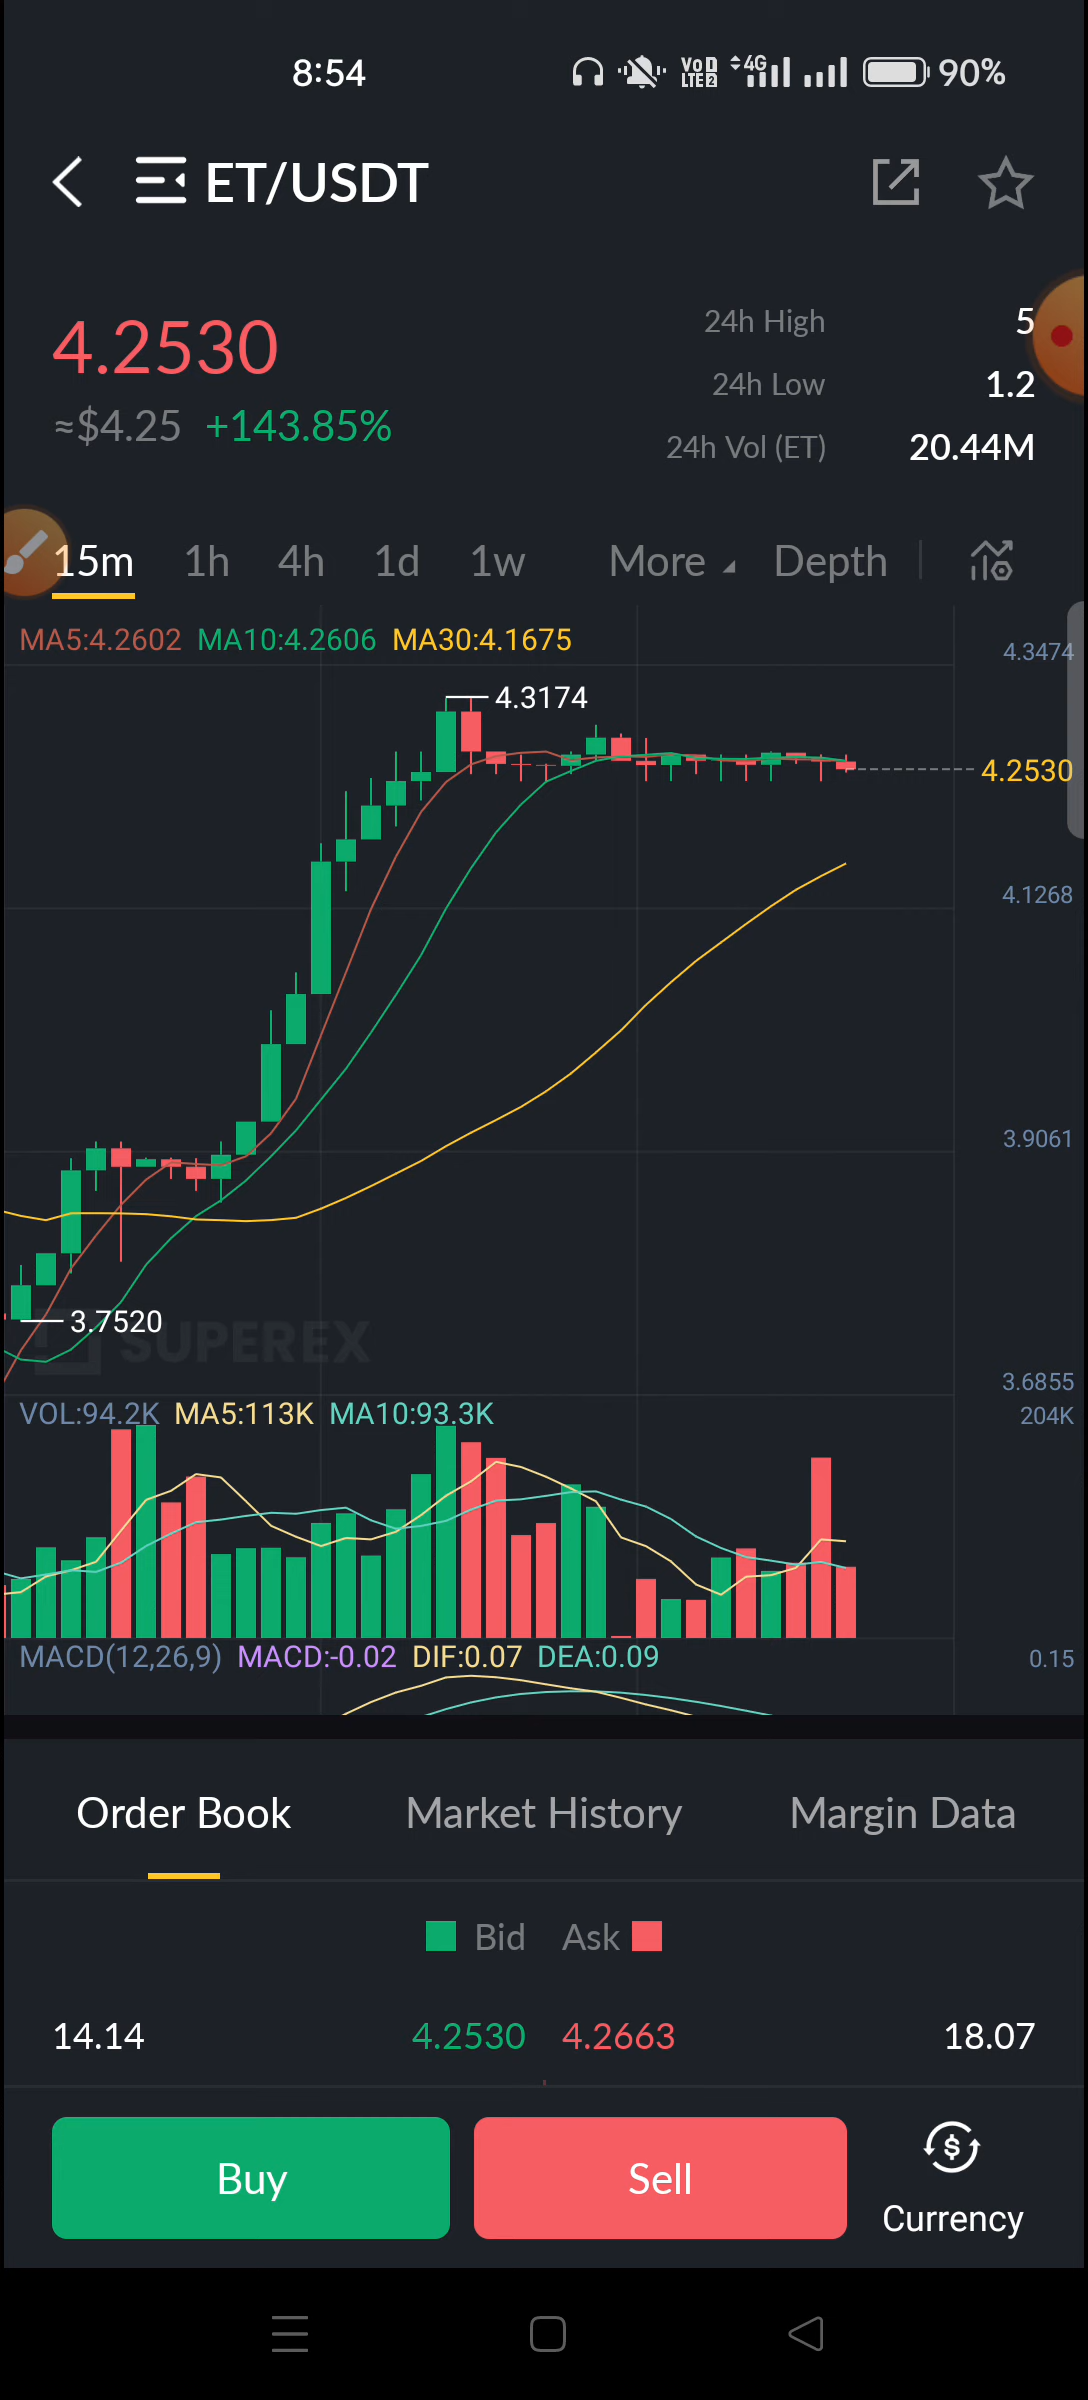 8:54 VoD LTE2 4G 90%
ET/USDT
4.2530
≈$4.25 +143.85%
24h High 5
24h Low 1.2
24h Vol (ET) 20.44M
15m 1h 4h 1d 1w More Depth
MA5:4.2602 MA10:4.2606 MA30:4.1675
4.3474
4.3174
4.2530
4.1268
3.9061
3.7520
SUPEREX
3.6855
VOL:94.2K MA5:113K MA10:93.3K 204K
MACD(12,26,9) MACD:-0.02 DIF:0.07 DEA:0.09 0.15
Order Book Market History Margin Data
Bid Ask
14.14 4.2530 4.2663 18.07
Buy Sell Currency